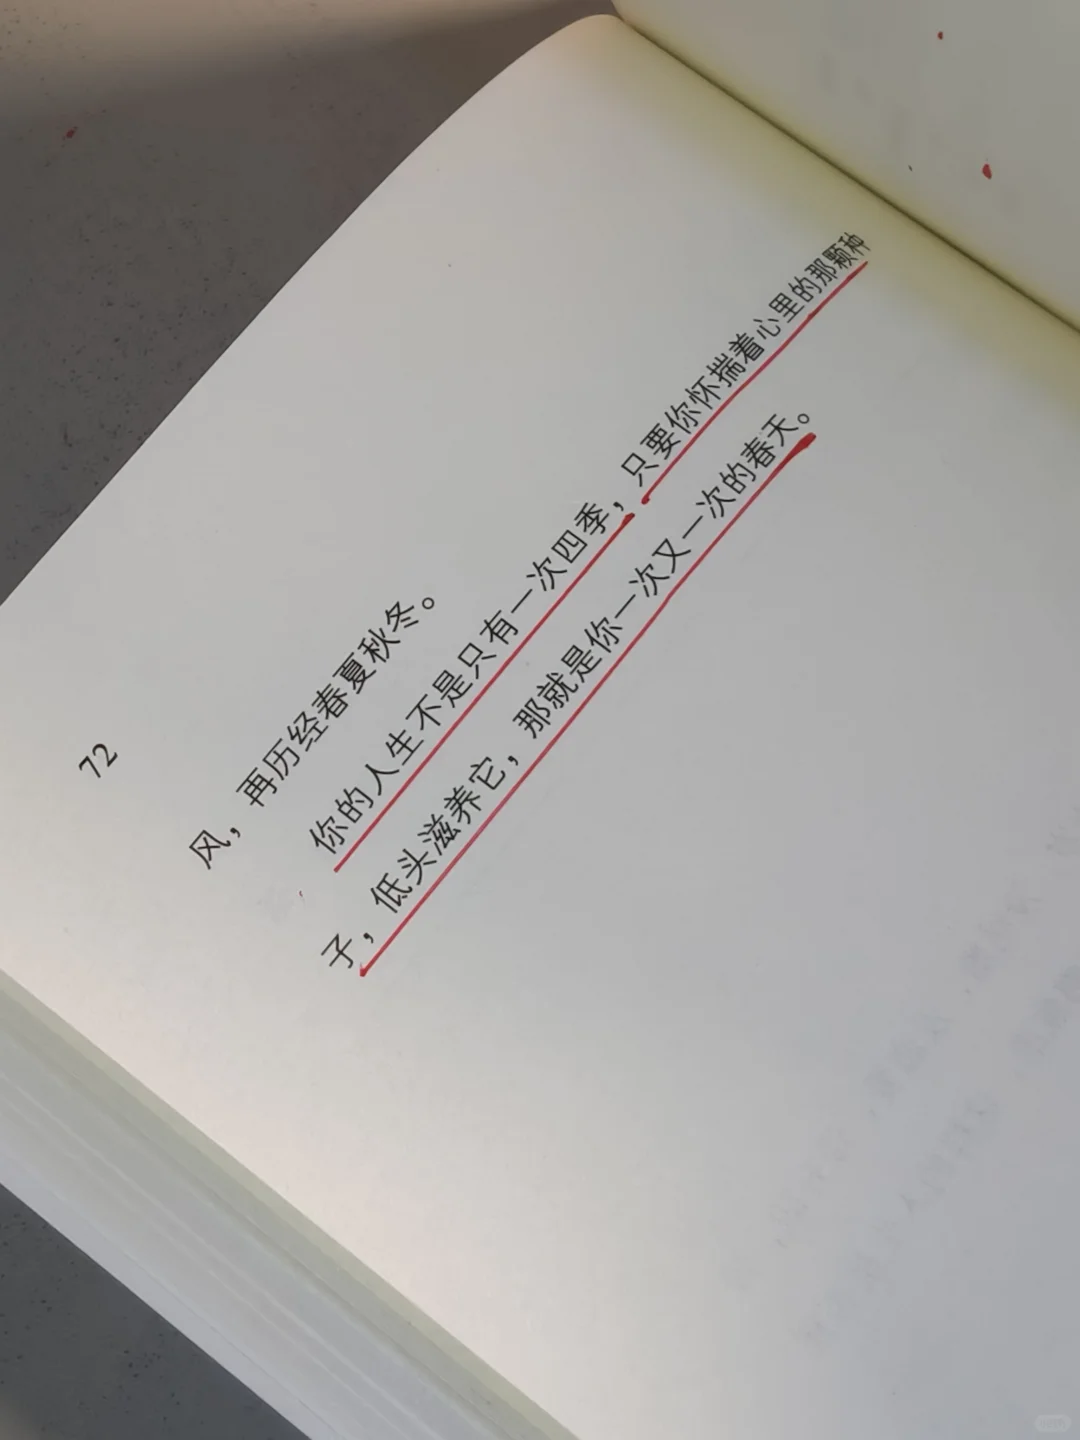 72
风，再历经春夏秋冬。
你的人生不是只有一次四季，只要你怀揣着心里的那颗种
子，低头滋养它，那就是你一次又一次的春天。